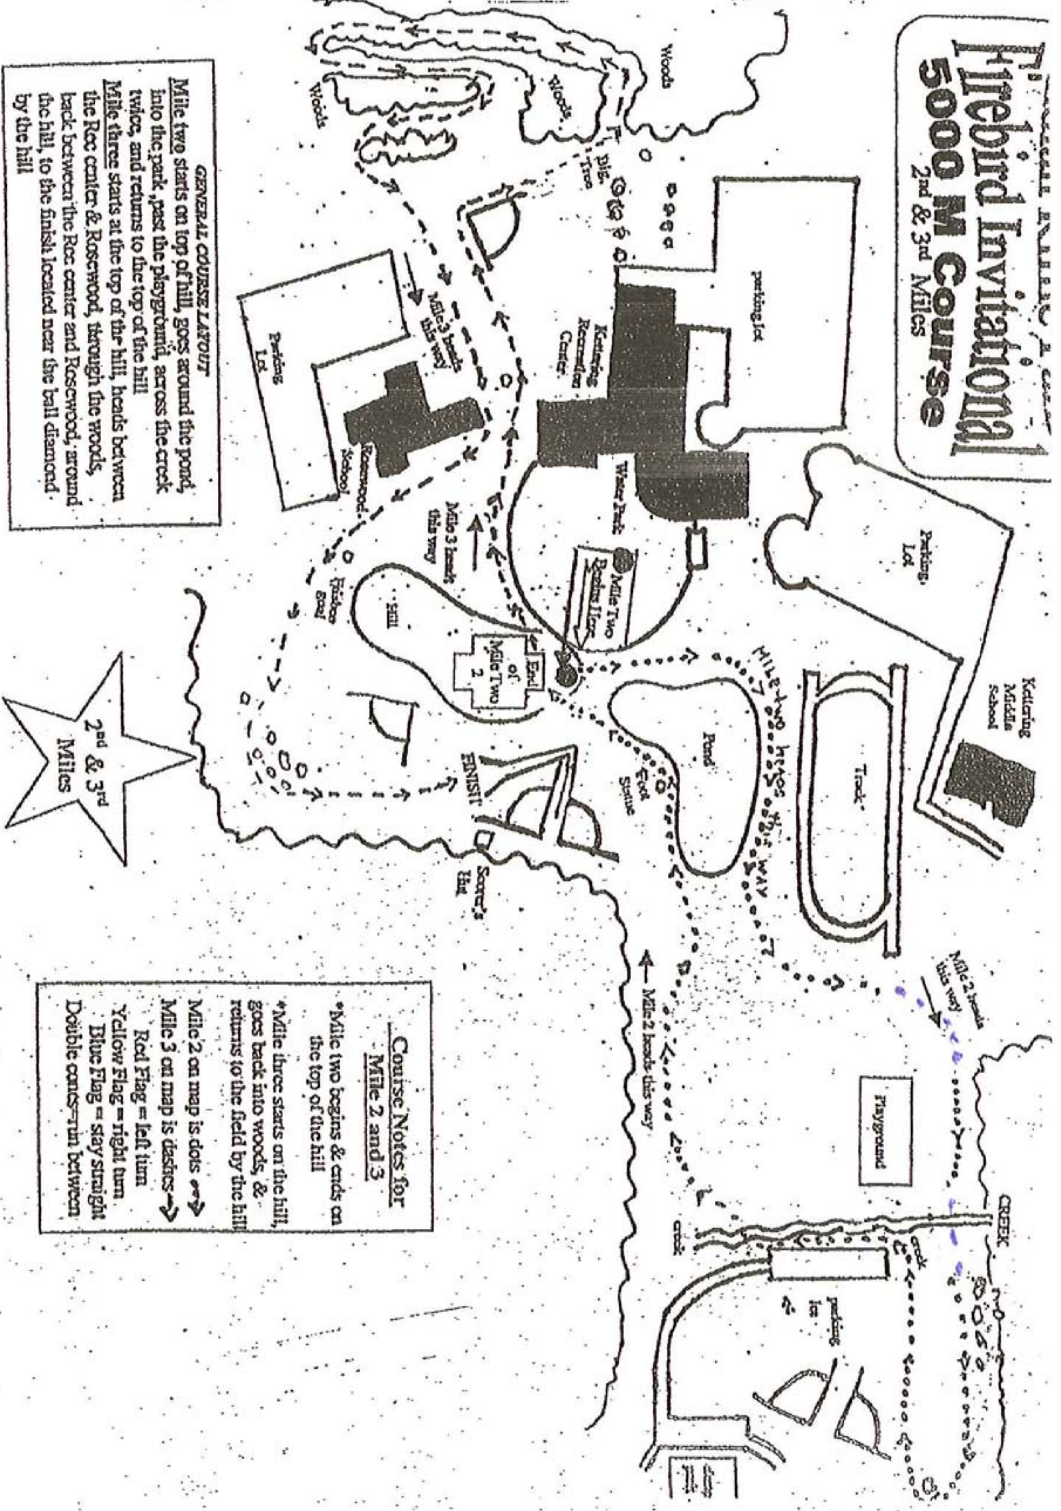 Firebird Invitational
5000 M Course
2nd & 3rd Miles
Kettering
Middle
School
Parking
Lot
Track
parking lot
Kettering
Recreation
Center
Water Park
Mile Two
Begins Here
MILE two heads this WAY
Mile 2 heads
this way
Playground
CREEK
creek
creek
parking
lot
Pond
Foot
Statue
Mile 2 heads this way
End
of
Mile Two
2
Hill
Mile 3 heads
this way
Mile 3 heads
this way
Woods
Woods
Woods
pig.
Tree
Parking
Lot
Rosewood
School
Frisbee
goal
FINISH
Scorer's
Hut
GENERAL COURSE LAYOUT
Mile two starts on top of hill, goes around the pond,
into the park, past the playground, across the creek
twice, and returns to the top of the hill
Mile three starts at the top of the hill, heads between
the Rec center & Rosewood, through the woods,
back between the Rec center and Rosewood, around
the hill, to the finish located near the ball diamond
by the hill
2nd & 3rd
Miles
Course Notes for
Mile 2 and 3
*Mile two begins & ends on
the top of the hill
*Mile three starts on the hill,
goes back into woods, &
returns to the field by the hill
Mile 2 on map is dots
Mile 3 on map is dashes
Red Flag = left turn
Yellow Flag = right turn
Blue Flag = stay straight
Double cones=run between